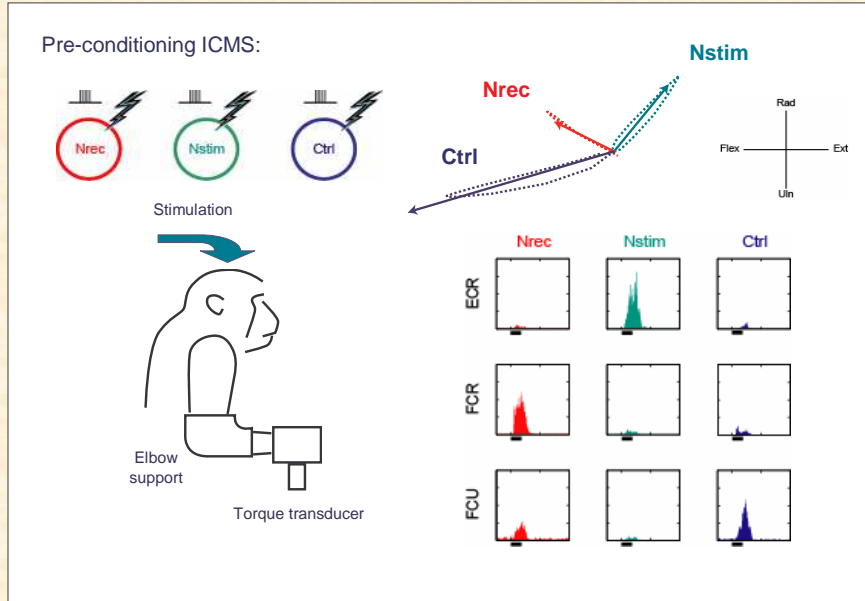 Pre-conditioning ICMS:
Nrec
Nstim
Ctrl
Stimulation
Elbow
support
Torque transducer
Nstim
Nrec
Ctrl
Rad
Flex
Ext
Uln
Nrec
Nstim
Ctrl
ECR
FCR
FCU